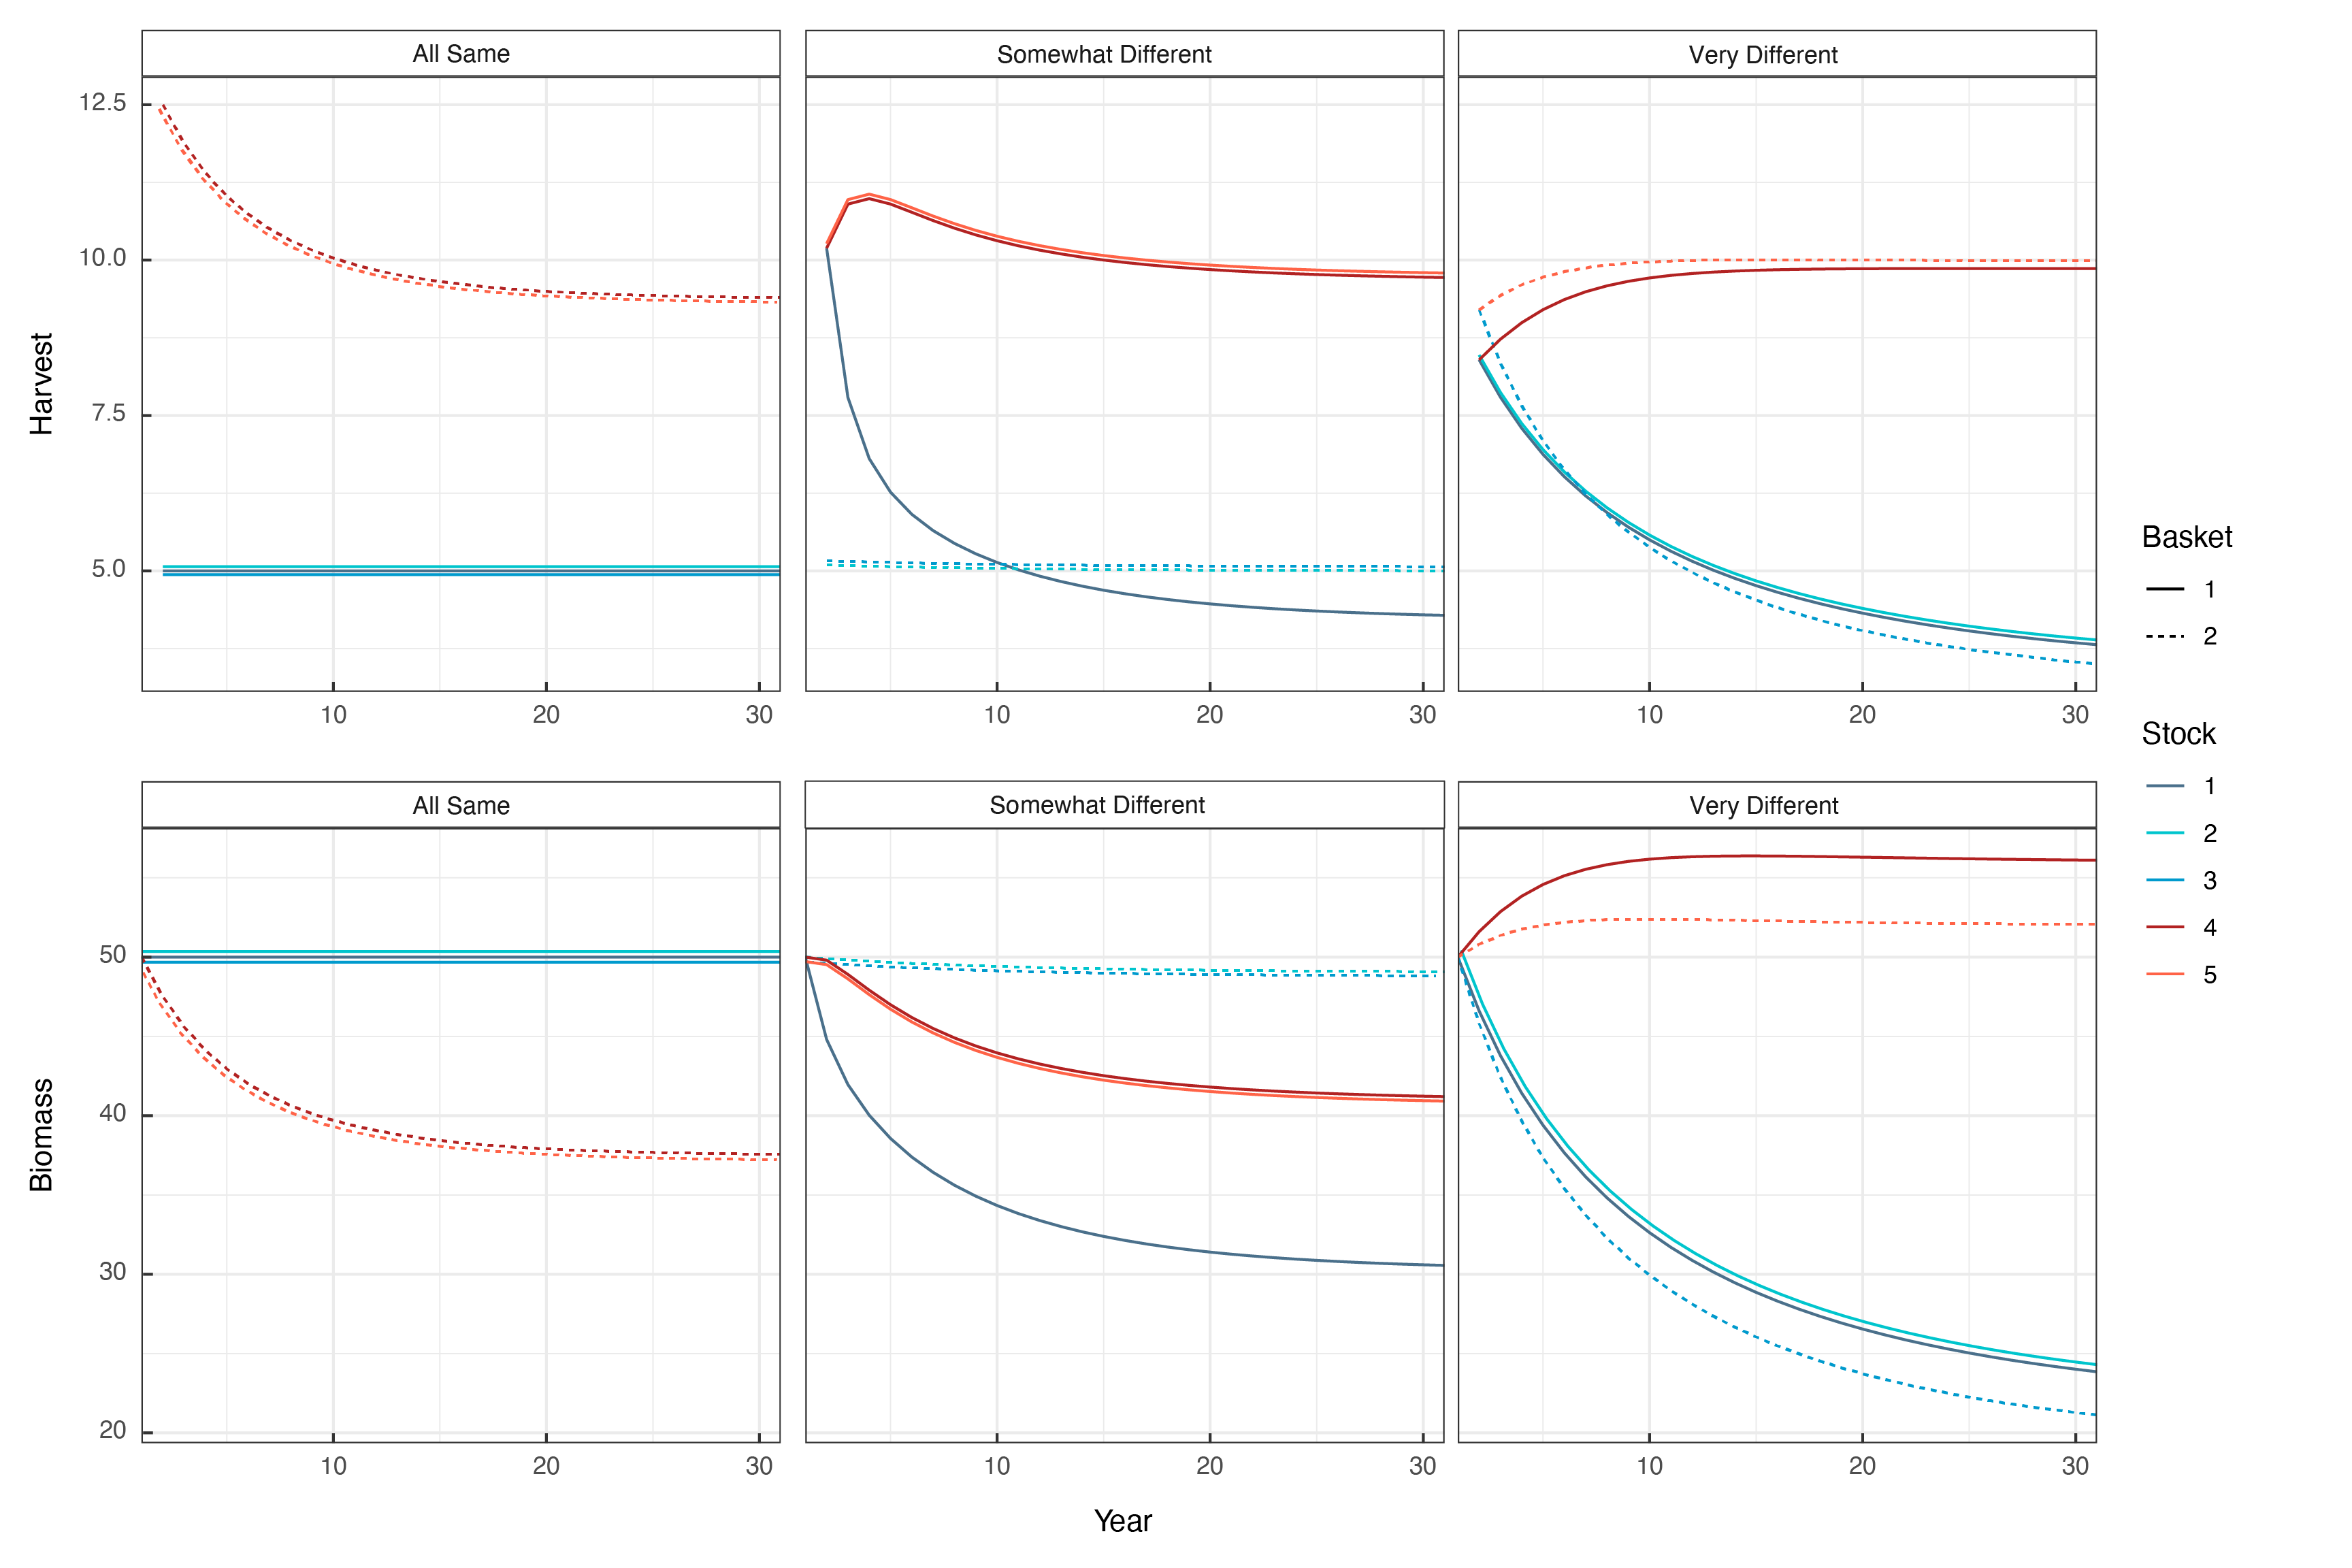 All Same Somewhat Different Very Different
12.5
10.0
7.5
5.0
Harvest
10 20 30 10 20 30 10 20 30
All Same Somewhat Different Very Different
50
40
30
20
Biomass
10 20 30 10 20 30 10 20 30
Year
Basket
1
2
Stock
1
2
3
4
5